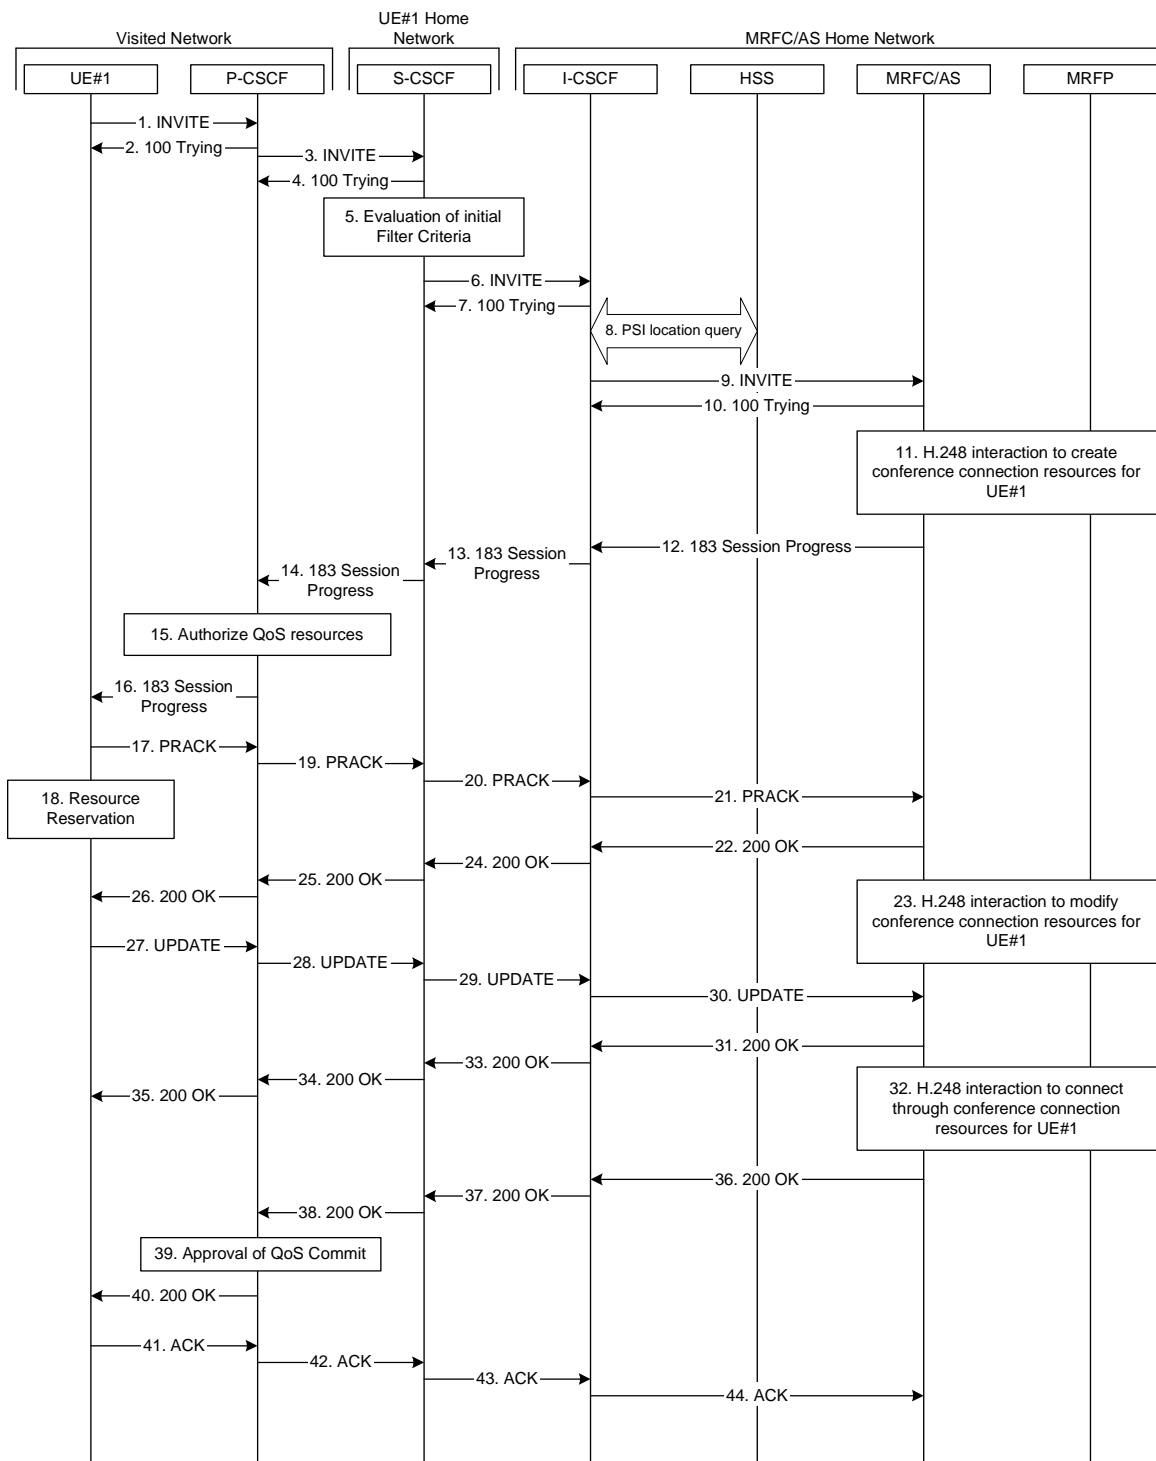 UE#1 Home
Network
Visited Network
MRFC/AS Home Network
UE#1
P-CSCF
S-CSCF
I-CSCF
HSS
MRFC/AS
MRFP
1. INVITE
2. 100 Trying
3. INVITE
4. 100 Trying
5. Evaluation of initial
Filter Criteria
6. INVITE
7. 100 Trying
8. PSI location query
9. INVITE
10. 100 Trying
11. H.248 interaction to create
conference connection resources for
UE#1
12. 183 Session Progress
13. 183 Session
Progress
14. 183 Session
Progress
15. Authorize QoS resources
16. 183 Session
Progress
17. PRACK
19. PRACK
20. PRACK
18. Resource
Reservation
21. PRACK
22. 200 OK
24. 200 OK
25. 200 OK
26. 200 OK
23. H.248 interaction to modify
conference connection resources for
UE#1
27. UPDATE
28. UPDATE
29. UPDATE
30. UPDATE
31. 200 OK
33. 200 OK
34. 200 OK
35. 200 OK
32. H.248 interaction to connect
through conference connection
resources for UE#1
36. 200 OK
37. 200 OK
38. 200 OK
39. Approval of QoS Commit
40. 200 OK
41. ACK
42. ACK
43. ACK
44. ACK